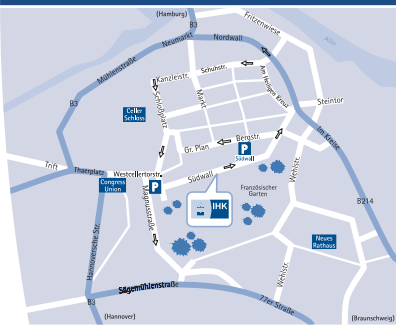 (Hamburg)
B3
Fritzenwiese
Aller
Neumarkt
Nordwall
Mühlenstraße
Schuhstr.
Kanzleistr.
Am Heiligen Kreuz
B3
Markt
Steintor
Celler
Schloss
Schloßplatz
Im Kreise
Bergstr.
Gr. Plan
P
Südwall
Trift
Thaerplatz
Westcellertorstr.
Südwall
Wehlstr.
Congress
Union
P
Französischer
Garten
Magnusstraße
IHK
B214
Hannoversche Str.
Neues
Rathaus
Wehlstr.
Sägemühlenstraße
B3
77er Straße
(Hannover)
(Braunschweig)